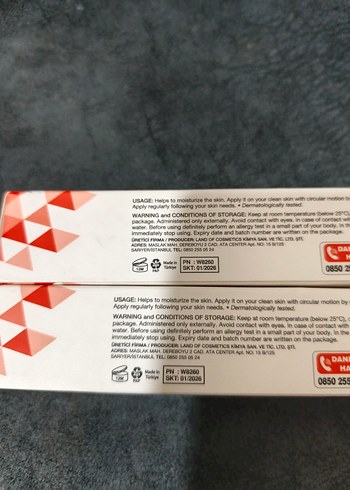 USAGE: Helps to moisturize the skin. Apply it on your clean skin with circular motion
Apply regularly following your skin needs. • Dermatologically tested.
WARNING and CONDITIONS OF STORAGE: Keep at room temperature (below 25°C),
package. Administered only externally. Avoid contact with eyes. In case of contact with
water. Before using definitely perform an allergy test in a small part of your body. In the
immediately stop using. Expiry date and batch number are written on the package.
ÜRETİCİ FİRMA / PRODUCER: LAND OF COSMETICS KİMYA SAN. VE TİC. LTD. ŞTİ.
ADRES: MASLAK MAH. DEREBOYU 2 CAD. ATA CENTER Apt. NO: 15 B/129
SARIYER/İSTANBUL TEL: 0850 255 05 34
12M
Made in
Türkiye
PN : W8260
SKT: 01/2026
DANI
HA
0850 25
USAGE: Helps to moisturize the skin. Apply it on your clean skin with circular motion by
Apply regularly following your skin needs. • Dermatologically tested.
WARNING and CONDITIONS OF STORAGE: Keep at room temperature (below 25°C),
package. Administered only externally. Avoid contact with eyes. In case of contact with
water. Before using definitely perform an allergy test in a small part of your body. In the
immediately stop using. Expiry date and batch number are written on the package.
ÜRETİCİ FİRMA / PRODUCER: LAND OF COSMETICS KİMYA SAN. VE TİC. LTD. ŞTİ.
ADRES: MASLAK MAH. DEREBOYU 2 CAD. ATA CENTER Apt. NO: 15 B/129
SARIYER/İSTANBUL TEL: 0850 255 05 34
12M
Made in
Türkiye
PN : W8260
SKT: 01/2026
DANI
HA
0850 255